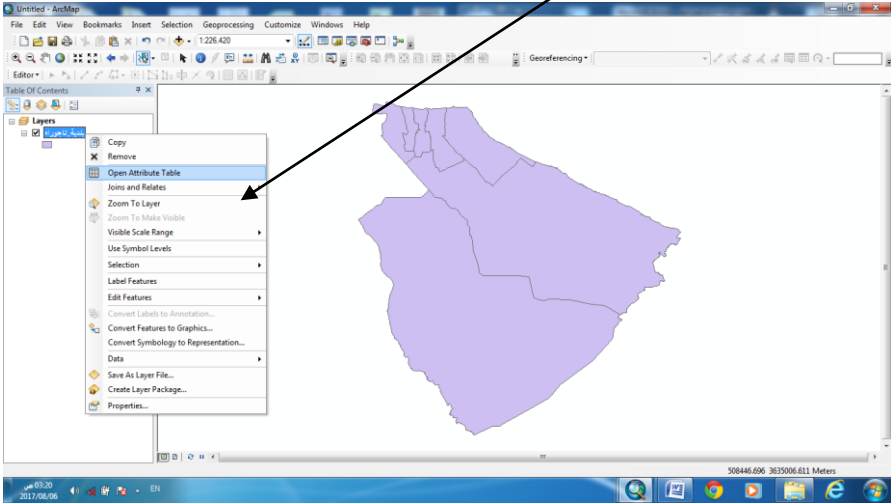 Untitled - ArcMap
File Edit View Bookmarks Insert Selection Geoprocessing Customize Windows Help
1:226.420
Georeferencing
Editor
Table Of Contents
Layers
بلدية_تاجوراء
Copy
Remove
Open Attribute Table
Joins and Relates
Zoom To Layer
Zoom To Make Visible
Visible Scale Range
Use Symbol Levels
Selection
Label Features
Edit Features
Convert Labels to Annotation...
Convert Features to Graphics...
Convert Symbology to Representation...
Data
Save As Layer File...
Create Layer Package...
Properties...
508446.696 3635006.611 Meters
03:20 ص
2017/08/06
EN